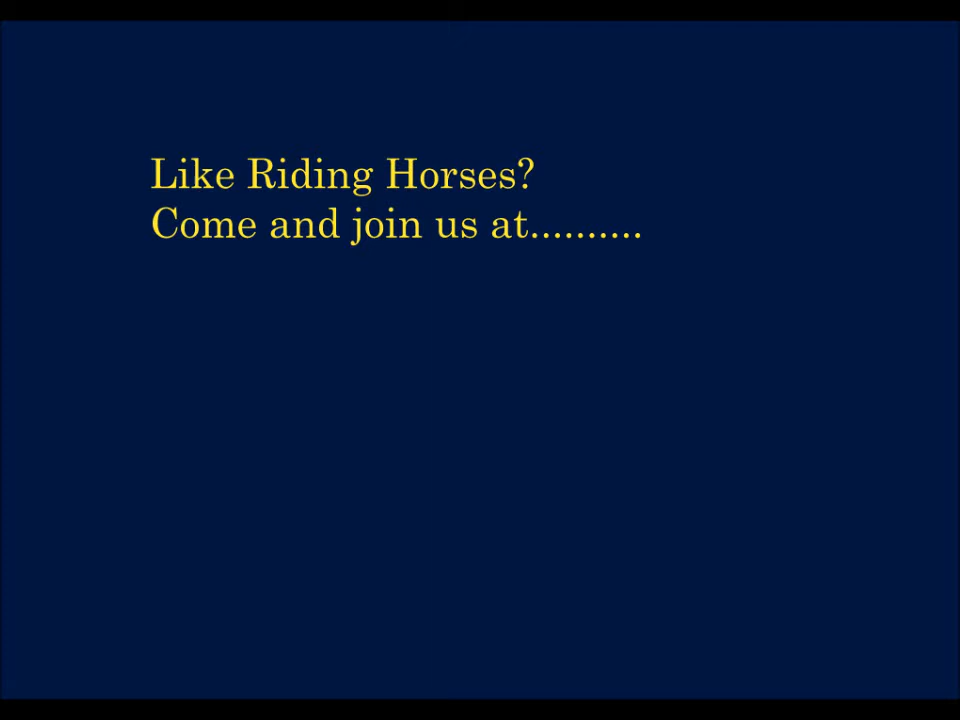 Like Riding Horses?
Come and join us at..........